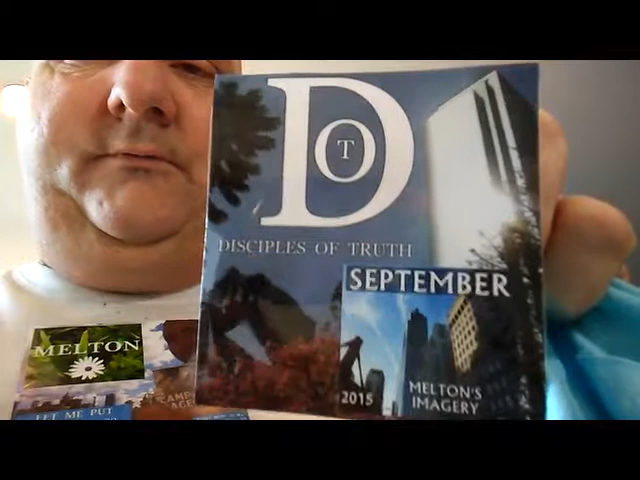 D
O
T
DISCIPLES OF TRUTH
SEPTEMBER
2015
MELTON'S
IMAGERY
MELTON
LET ME PUT